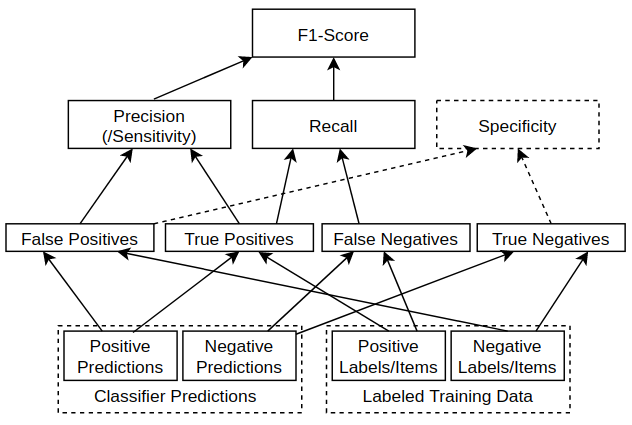 F1-Score
Precision
(/Sensitivity)
Recall
Specificity
False Positives
True Positives
False Negatives
True Negatives
Positive
Predictions
Negative
Predictions
Positive
Labels/Items
Negative
Labels/Items
Classifier Predictions
Labeled Training Data